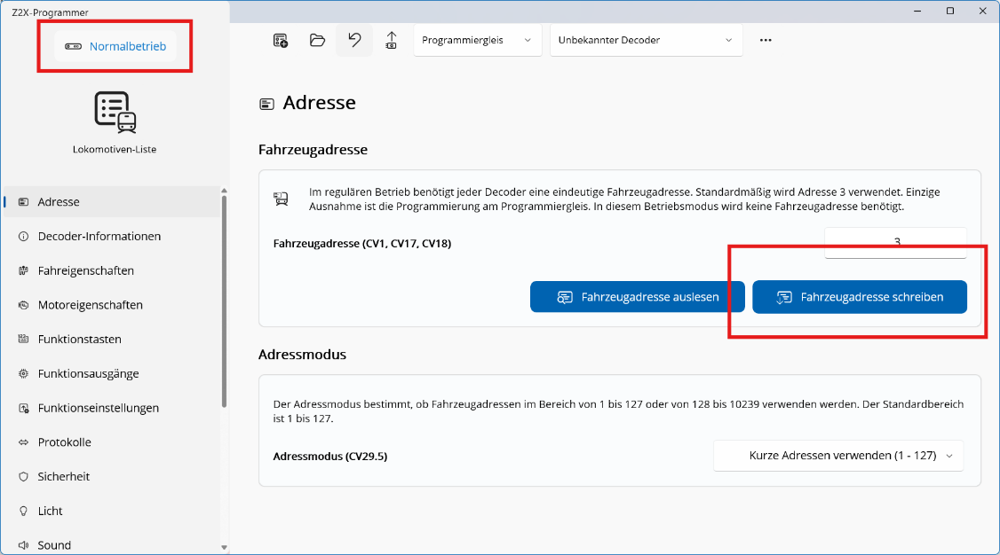 Z2X-Programmer
Normalbetrieb
Lokomotiven-Liste
Adresse
Decoder-Informationen
Fahreigenschaften
Motoreigenschaften
Funktionstasten
Funktionsausgänge
Funktionseinstellungen
Protokolle
Sicherheit
Licht
Sound
Programmiergleis
Unbekannter Decoder
Adresse
Fahrzeugadresse
Im regulären Betrieb benötigt jeder Decoder eine eindeutige Fahrzeugadresse. Standardmäßig wird Adresse 3 verwendet. Einzige
Ausnahme ist die Programmierung am Programmiergleis. In diesem Betriebsmodus wird keine Fahrzeugadresse benötigt.
Fahrzeugadresse (CV1, CV17, CV18)
3
Fahrzeugadresse auslesen
Fahrzeugadresse schreiben
Adressmodus
Der Adressmodus bestimmt, ob Fahrzeugadressen im Bereich von 1 bis 127 oder von 128 bis 10239 verwenden werden. Der Standardbereich
ist 1 bis 127.
Adressmodus (CV29.5)
Kurze Adressen verwenden (1 - 127)